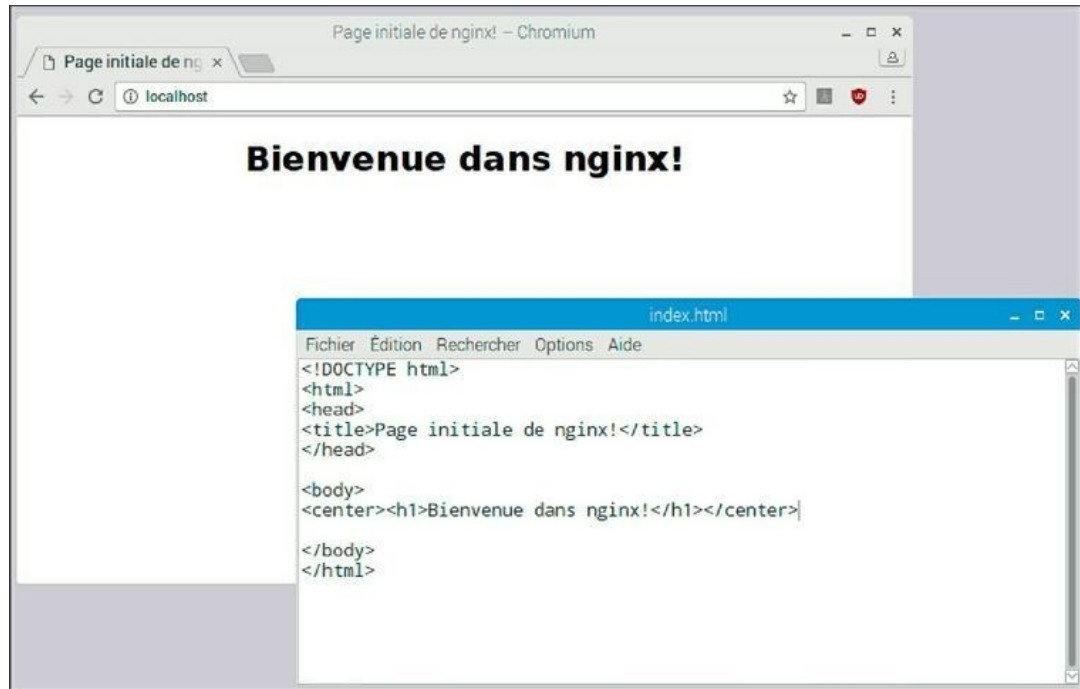 Page initiale de nginx! – Chromium
Page initiale de ng
localhost
Bienvenue dans nginx!
index.html
Fichier Édition Rechercher Options Aide
<!DOCTYPE html>
<html>
<head>
<title>Page initiale de nginx!</title>
</head>
<body>
<center><h1>Bienvenue dans nginx!</h1></center>
</body>
</html>